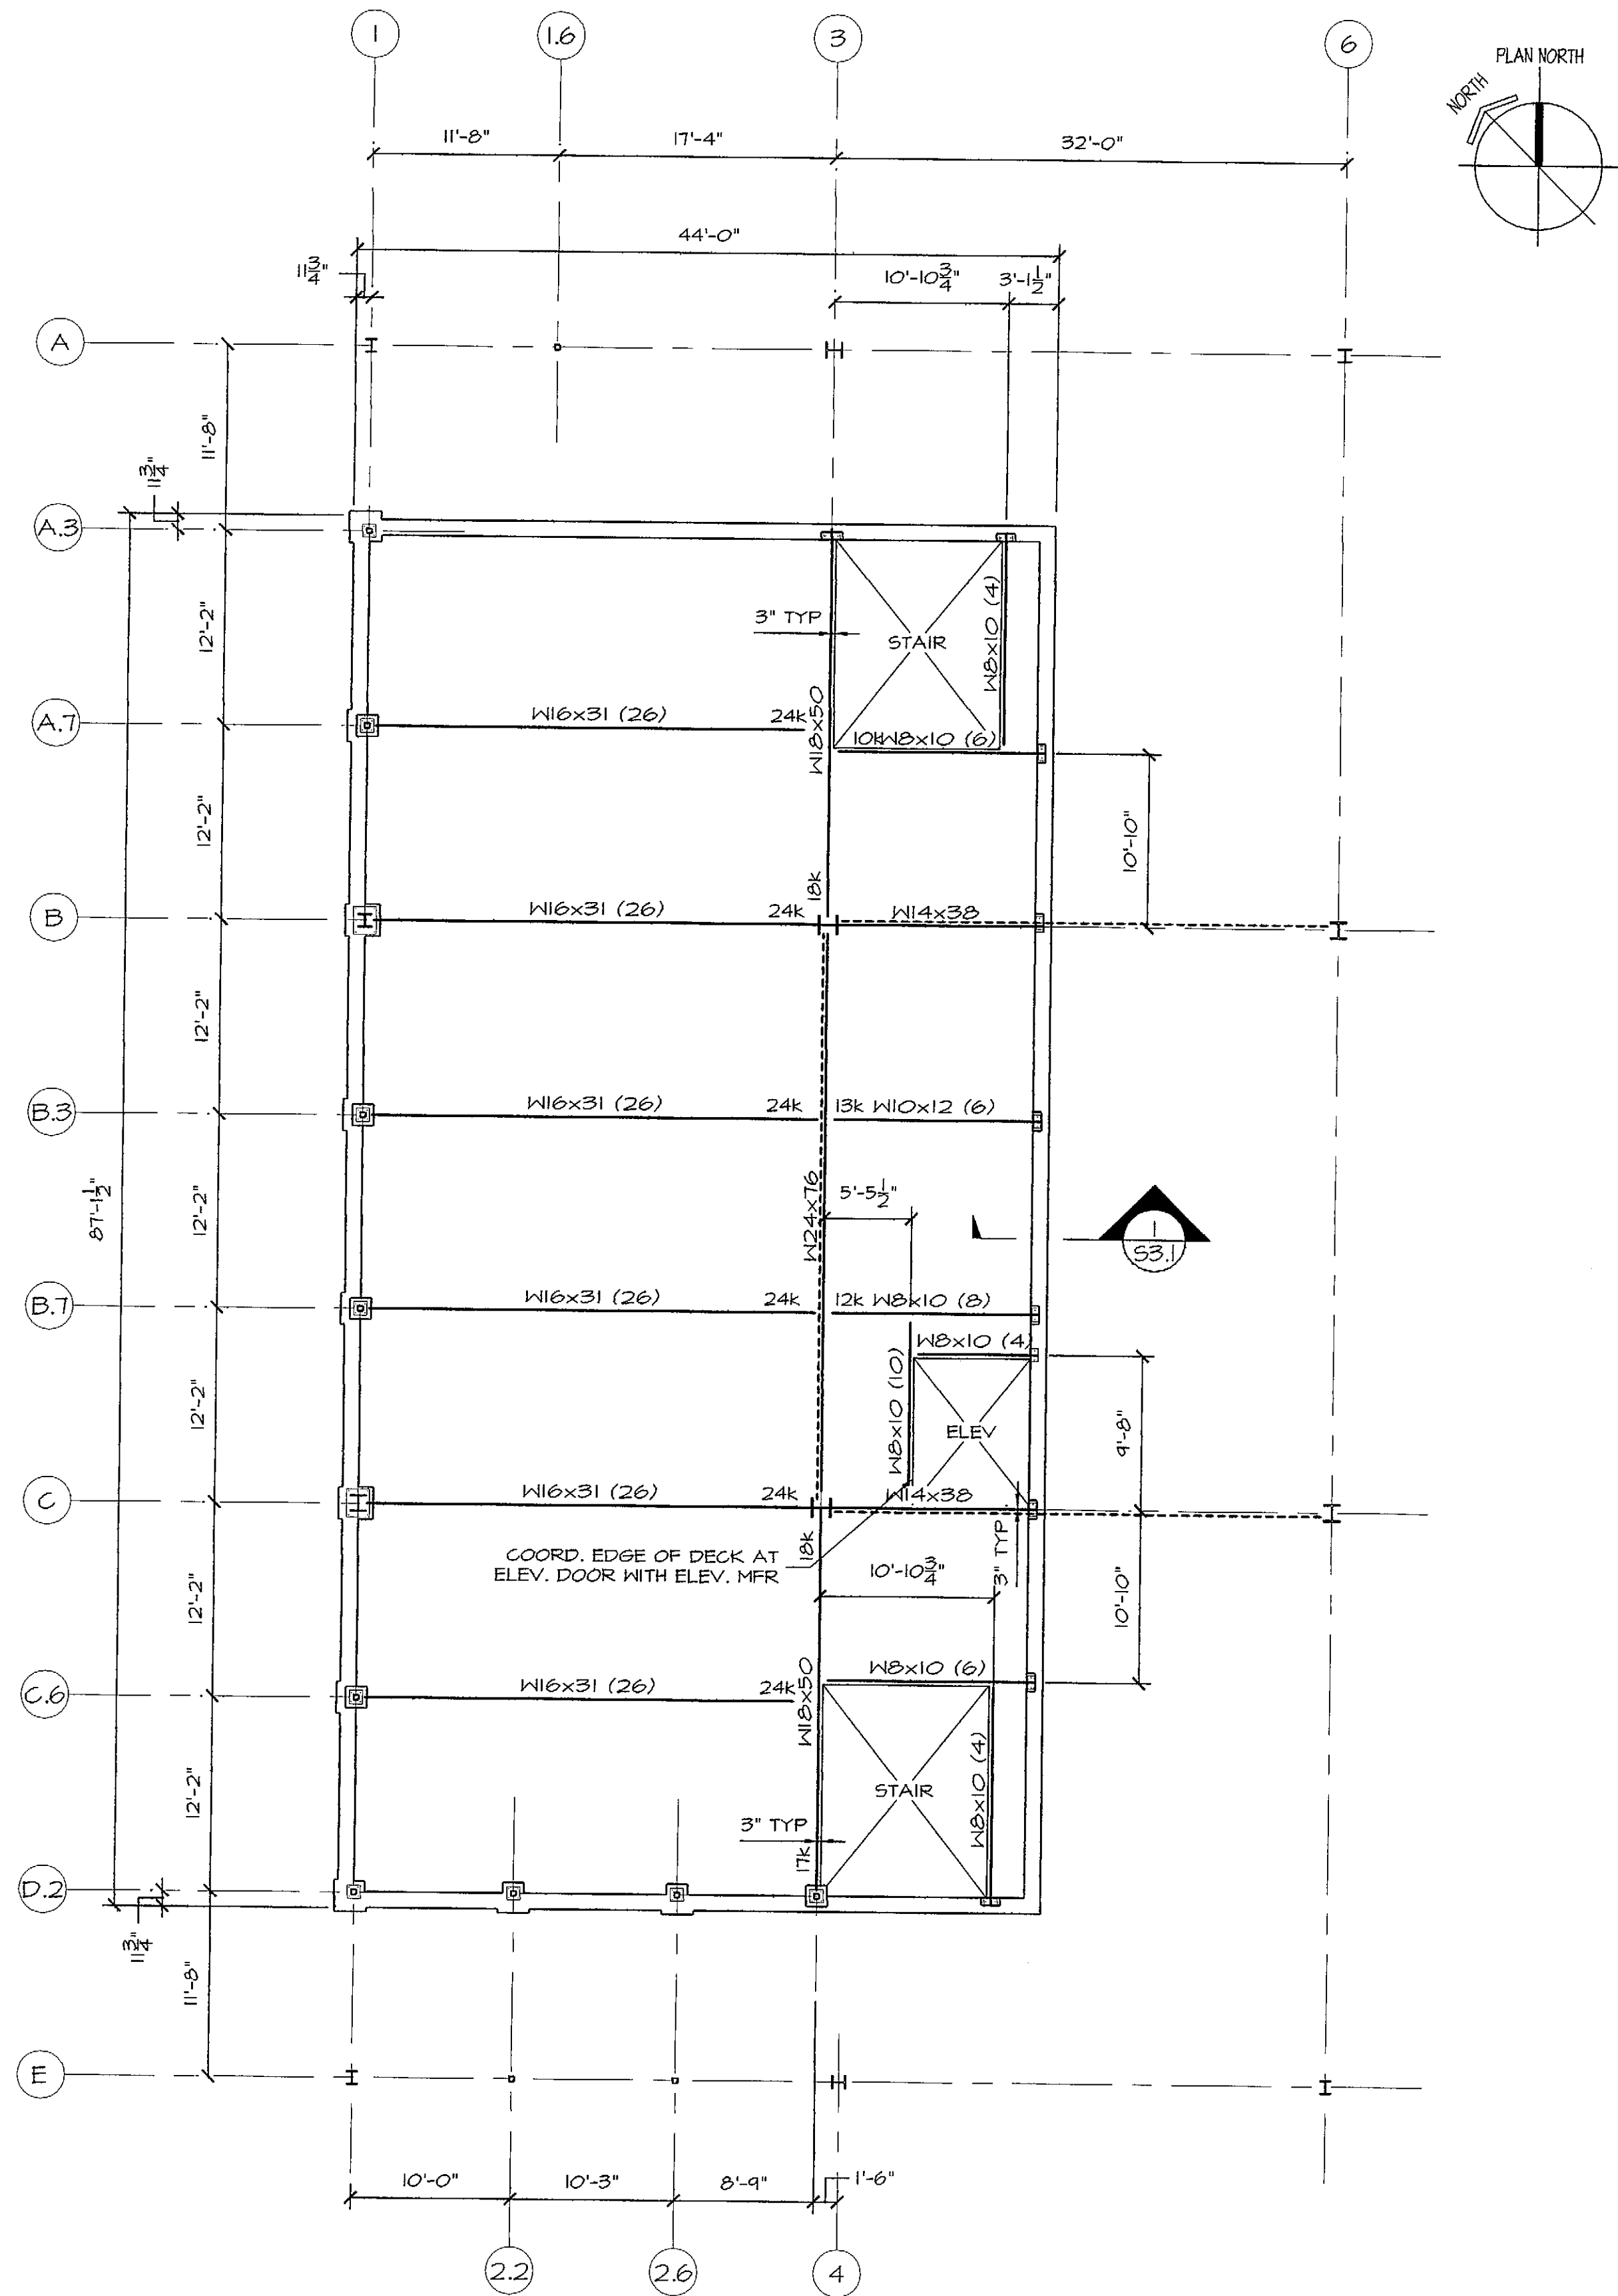 1
1.6
3
6
PLAN NORTH
NORTH
11'-8"
17'-4"
32'-0"
44'-0"
11 3/4"
10'-10 3/4"
3'-1 1/2"
A
11'-8"
11 3/4"
A.3
12'-2"
3" TYP
STAIR
W8x10 (4)
A.7
W16x31 (26)
24k
W18x50
10k W8x10 (6)
12'-2"
10'-10"
18k
B
W16x31 (26)
24k
W14x38
12'-2"
B.3
W16x31 (26)
24k
13k W10x12 (6)
87'-1 1/2"
12'-2"
W24x76
5'-5 1/2"
1
S3.1
B.7
W16x31 (26)
24k
12k W8x10 (8)
W8x10 (4)
12'-2"
W8x10 (10)
ELEV
9'-8"
C
W16x31 (26)
24k
W14x38
18k
3" TYP
COORD. EDGE OF DECK AT
ELEV. DOOR WITH ELEV. MFR
10'-10 3/4"
12'-2"
10'-10"
C.6
W16x31 (26)
24k
W18x50
W8x10 (6)
12'-2"
STAIR
W8x10 (4)
3" TYP
17k
D.2
11 3/4"
11'-8"
E
10'-0"
10'-3"
8'-9"
1'-6"
2.2
2.6
4